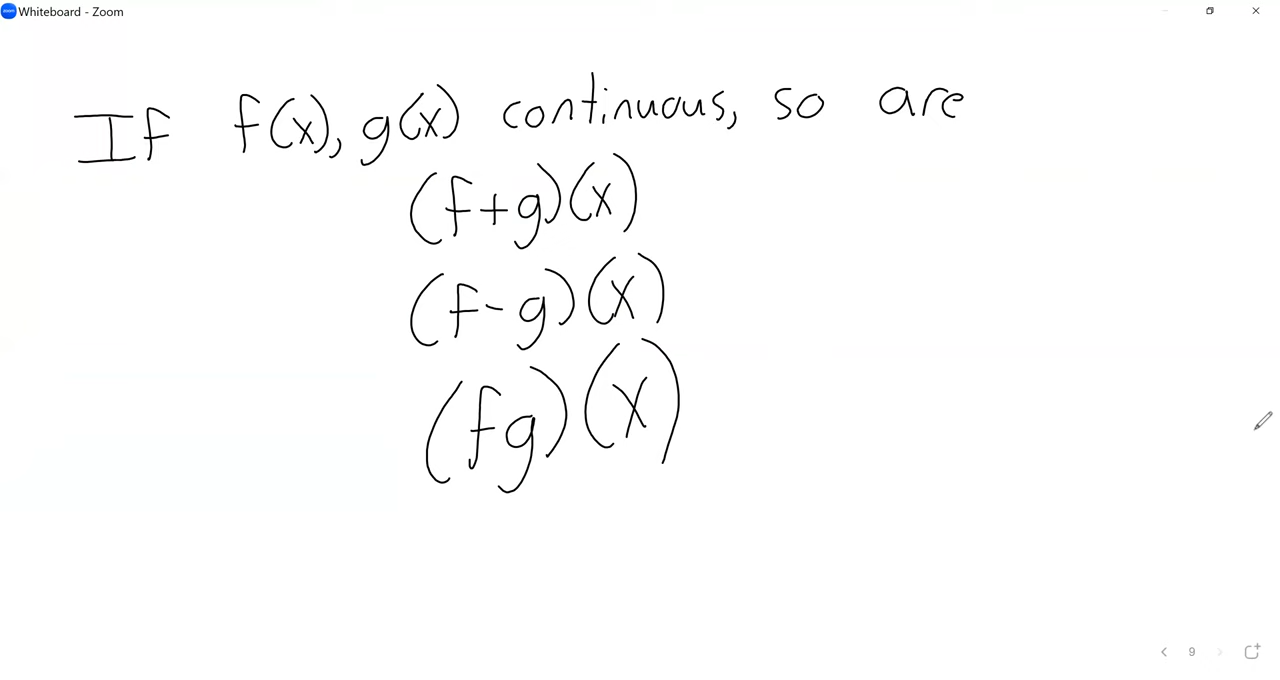 Whiteboard - Zoom
If f(x), g(x) continuous, so are
(f+g)(x)
(f-g)(x)
(fg)(x)
9